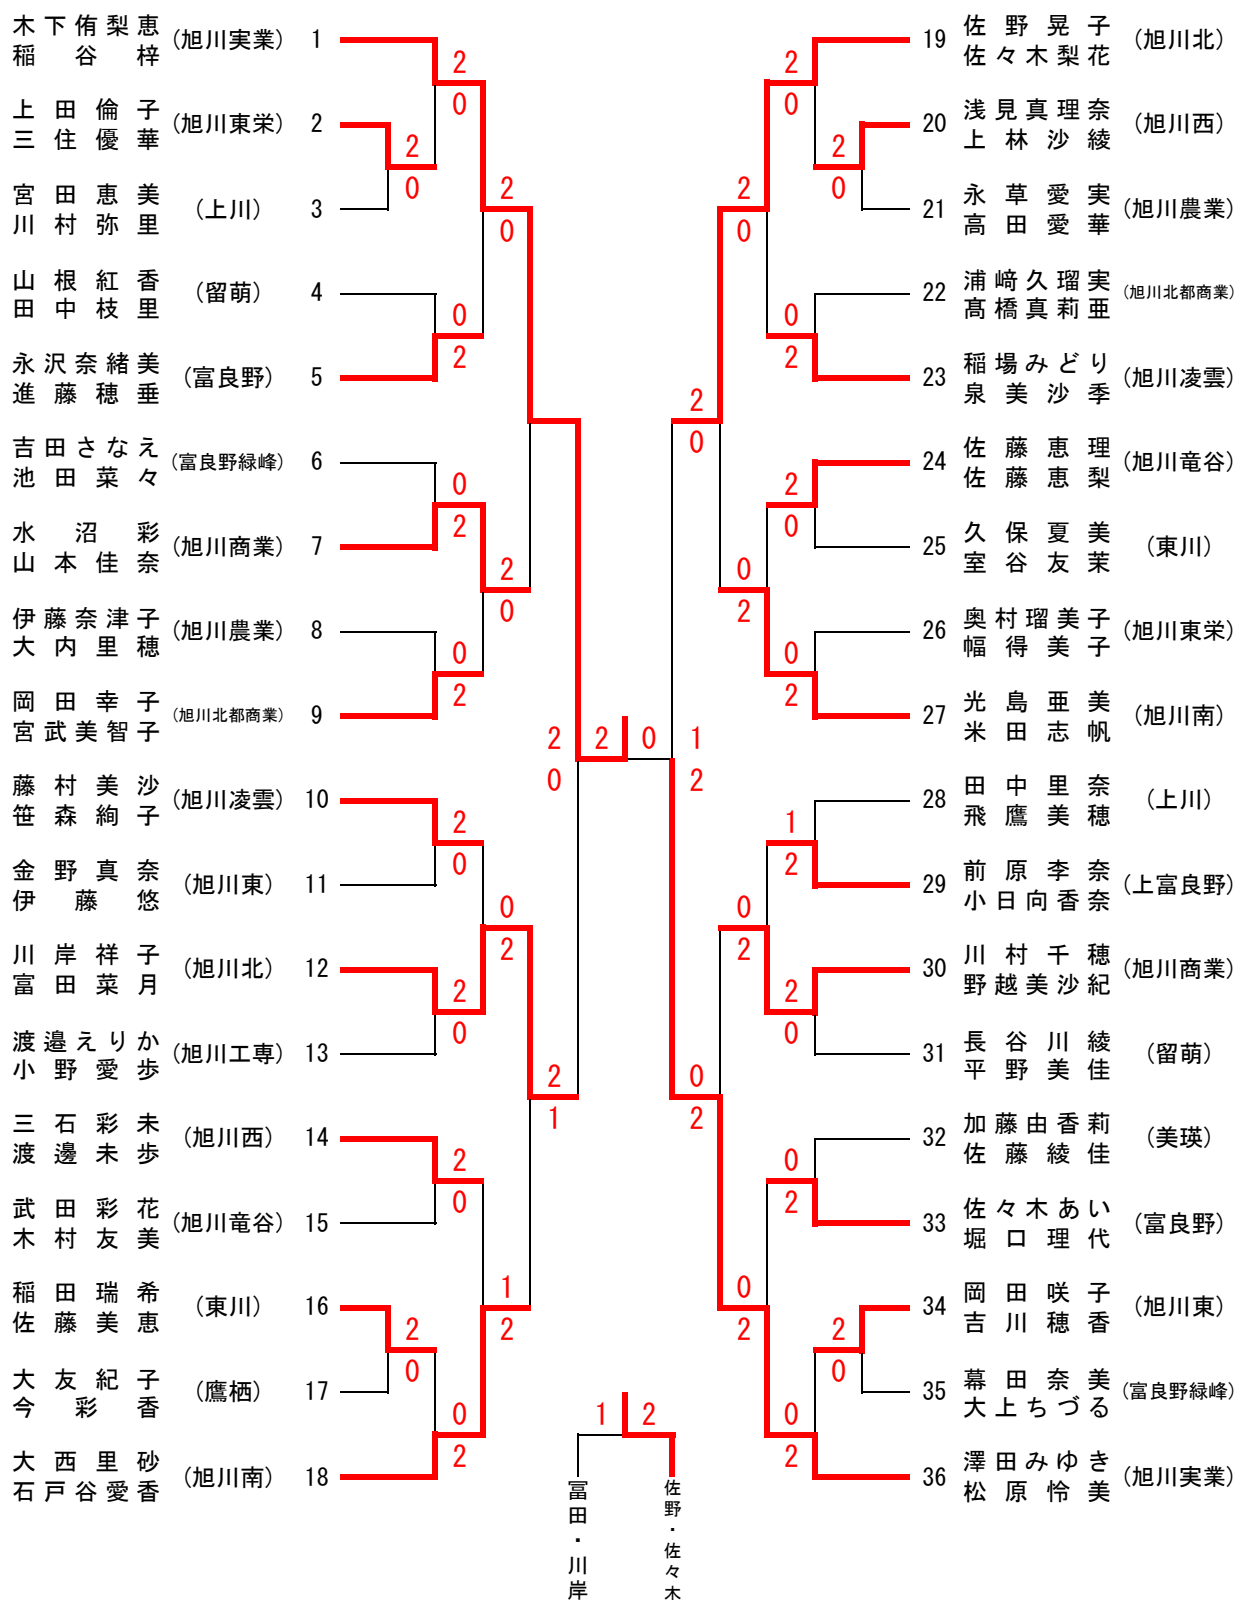 木下侑梨恵
稲谷梓
(旭川実業) 1
上田倫子
三住優華
(旭川東栄) 2
宮田恵美
川村弥里
(上川) 3
山根紅香
田中枝里
(留萌) 4
永沢奈緒美
進藤穂垂
(富良野) 5
吉田さなえ
池田菜々
(富良野緑峰) 6
水沼彩
山本佳奈
(旭川商業) 7
伊藤奈津子
大内里穂
(旭川農業) 8
岡田幸子
宮武美智子
(旭川北都商業) 9
藤村美沙
笹森絢子
(旭川凌雲) 10
金野真奈
伊藤悠
(旭川東) 11
川岸祥子
富田菜月
(旭川北) 12
渡邉えりか
小野愛歩
(旭川工専) 13
三石彩未
渡邊未歩
(旭川西) 14
武田彩花
木村友美
(旭川竜谷) 15
稲田瑞希
佐藤美恵
(東川) 16
大友紀子
今彩香
(鷹栖) 17
大西里砂
石戸谷愛香
(旭川南) 18
2
0
2
0
0
2
0
2
0
2
2
0
2
0
2
0
0
2
2
0
2
0
2
0
0
2
2
1
1
2
2
0
2 0
1
2
1 2
冨田・川岸
佐野・佐々木
2
0
2
0
0
2
2
0
0
2
1
2
2
0
0
2
2
0
0
2
2
0
0
2
0
2
0
2
2
0
0
2
19 佐野晃子
佐々木梨花
(旭川北)
20 浅見真理奈
上林沙綾
(旭川西)
21 永草愛実
高田愛華
(旭川農業)
22 浦﨑久瑠実
髙橋真莉亜
(旭川北都商業)
23 稲場みどり
泉美沙季
(旭川凌雲)
24 佐藤恵理
佐藤恵梨
(旭川竜谷)
25 久保夏美
室谷友茉
(東川)
26 奥村瑠美子
幅得美子
(旭川東栄)
27 光島亜美
米田志帆
(旭川南)
28 田中里奈
飛鷹美穂
(上川)
29 前原李奈
小日向香奈
(上富良野)
30 川村千穂
野越美沙紀
(旭川商業)
31 長谷川綾
平野美佳
(留萌)
32 加藤由香莉
佐藤綾佳
(美瑛)
33 佐々木あい
堀口理代
(富良野)
34 岡田咲子
吉川穂香
(旭川東)
35 幕田奈美
大上ちづる
(富良野緑峰)
36 澤田みゆき
松原怜美
(旭川実業)